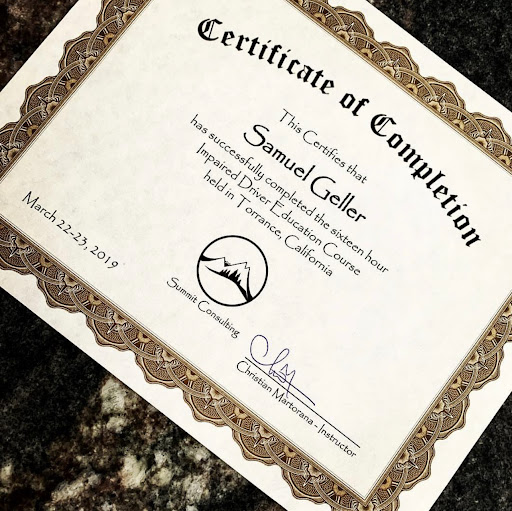 Certificate of Completion
This Certifies that
Samuel Geller
has successfully completed the sixteen hour
Impaired Driver Education Course
held in Torrance, California
March 22-23, 2019
Summit Consulting
Christian Martorana - Instructor